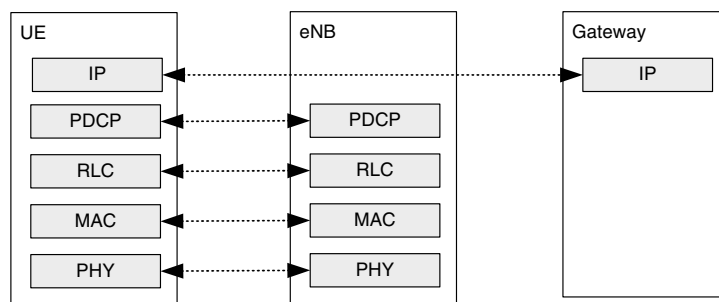 UE
eNB
Gateway
IP
IP
PDCP
PDCP
RLC
RLC
MAC
MAC
PHY
PHY